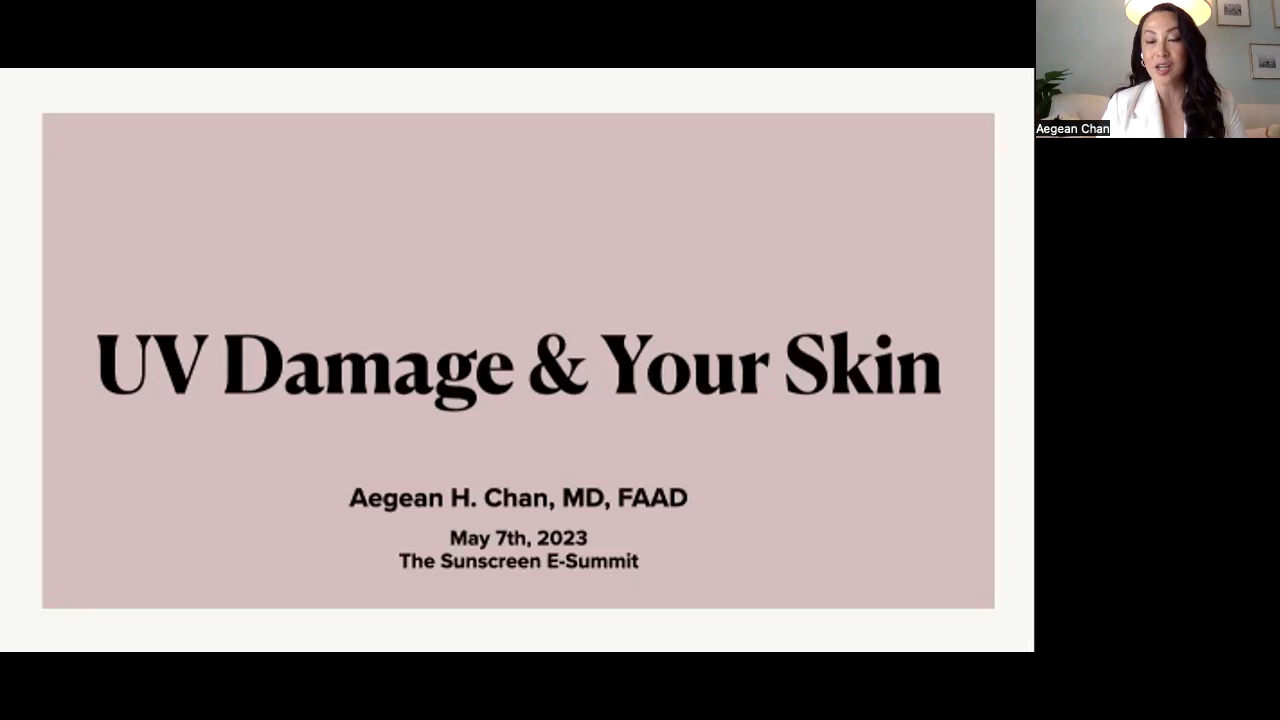 UV Damage & Your Skin
Aegean H. Chan, MD, FAAD
May 7th, 2023
The Sunscreen E-Summit
Aegean Chan